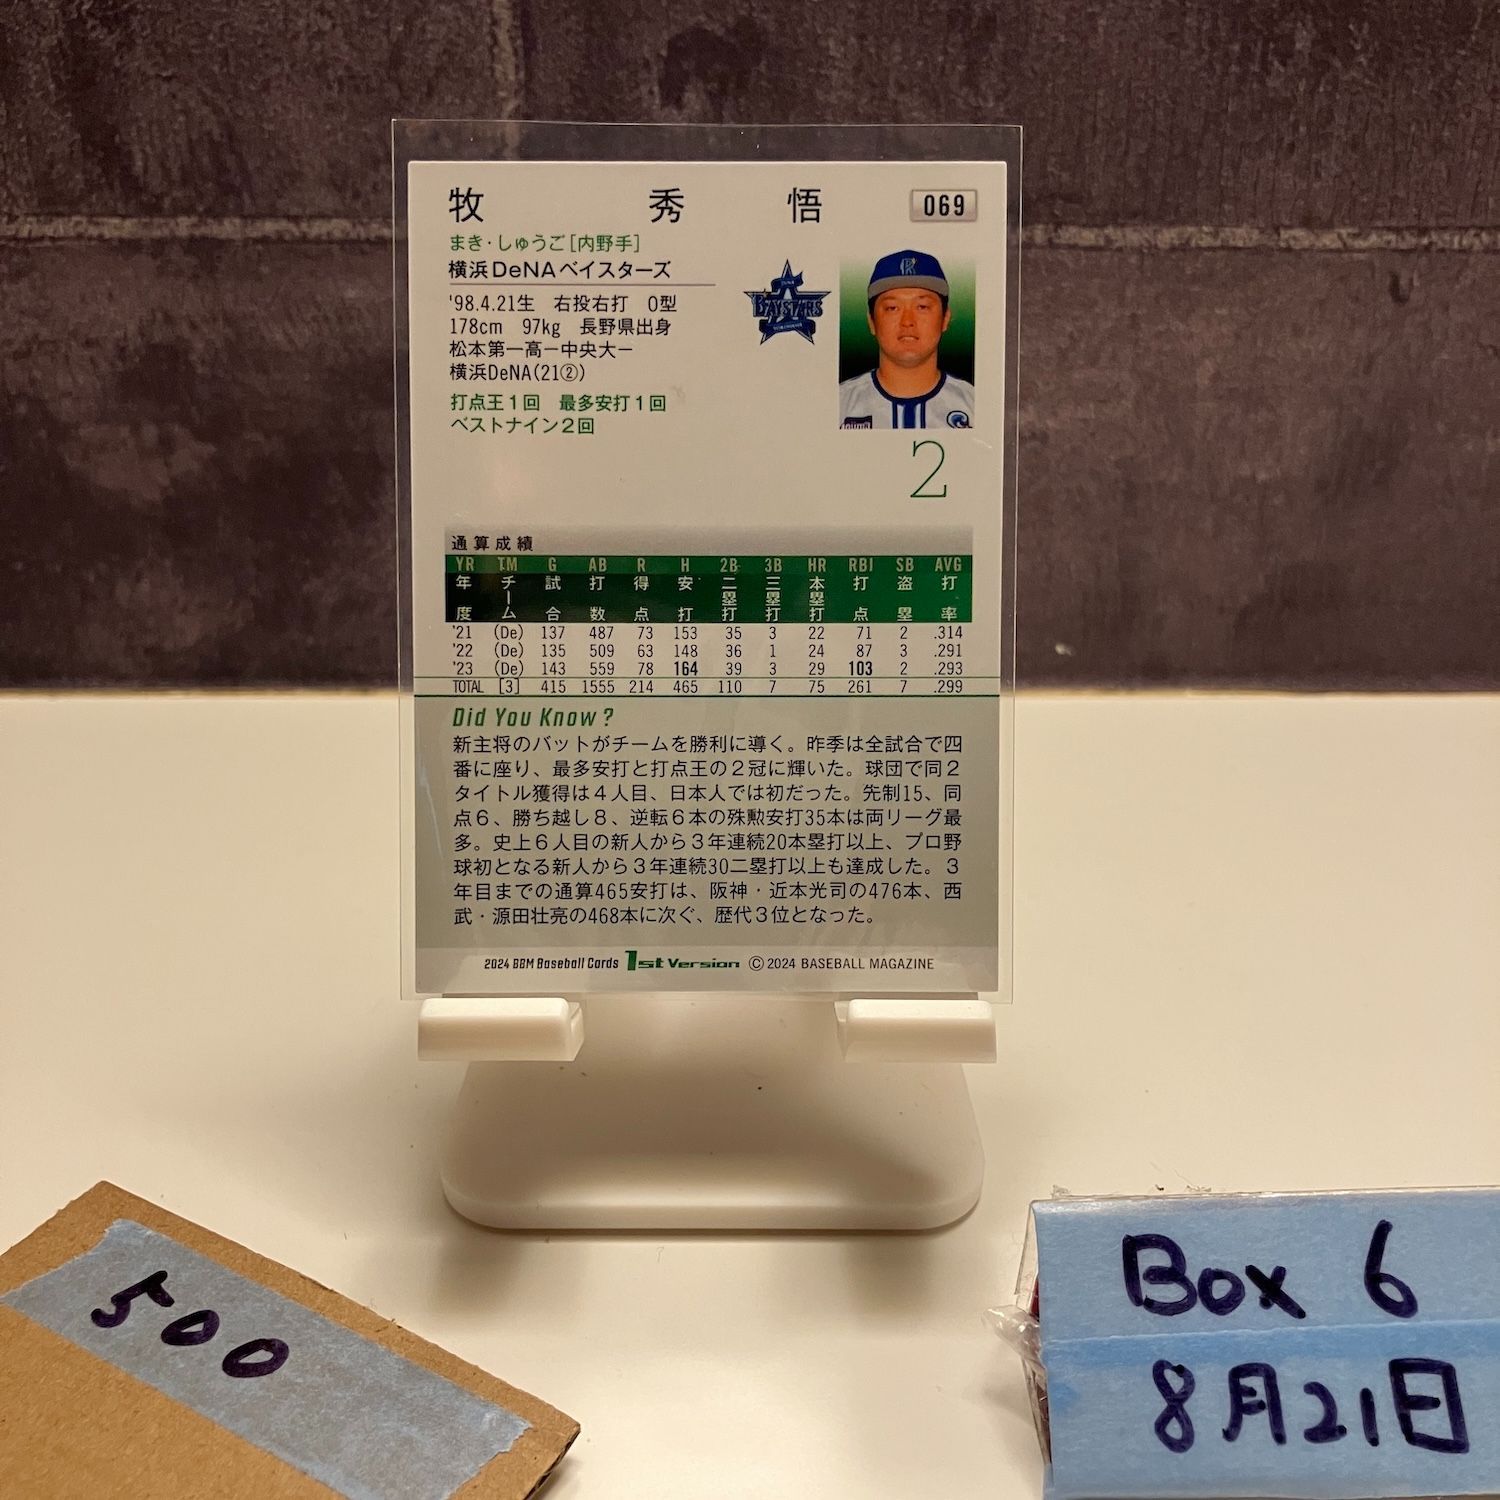 牧 秀 悟 069
まき・しゅうご[内野手]
横浜DeNAベイスターズ
BAYSTARS
'98.4.21生 右投右打 O型
178cm 97kg 長野県出身
松本第一高ー中央大ー
横浜DeNA(21②)
打点王1回 最多安打1回
ベストナイン2回
2
通算成績
YR TM G AB R H 2B 3B HR RBI SB AVG
年度 チーム 試合 打数 得点 安打 二塁打 三塁打 本塁打 打点 盗塁 打率
'21 (De) 137 487 73 153 35 3 22 71 2 .314
'22 (De) 135 509 63 148 36 1 24 87 3 .291
'23 (De) 143 559 78 164 39 3 29 103 2 .293
TOTAL [3] 415 1555 214 465 110 7 75 261 7 .299
Did You Know?
新主将のバットがチームを勝利に導く。昨季は全試合で四
番に座り、最多安打と打点王の2冠に輝いた。球団で同2
タイトル獲得は4人目、日本人では初だった。先制15、同
点6、勝ち越し8、逆転6本の殊勲安打35本は両リーグ最
多。史上6人目の新人から3年連続20本塁打以上、プロ野
球初となる新人から3年連続30二塁打以上も達成した。3
年目までの通算465安打は、阪神・近本光司の476本、西
武・源田壮亮の468本に次ぐ、歴代3位となった。
2024 BBM Baseball Cards 1st Version © 2024 BASEBALL MAGAZINE
500
Box 6
8月21日